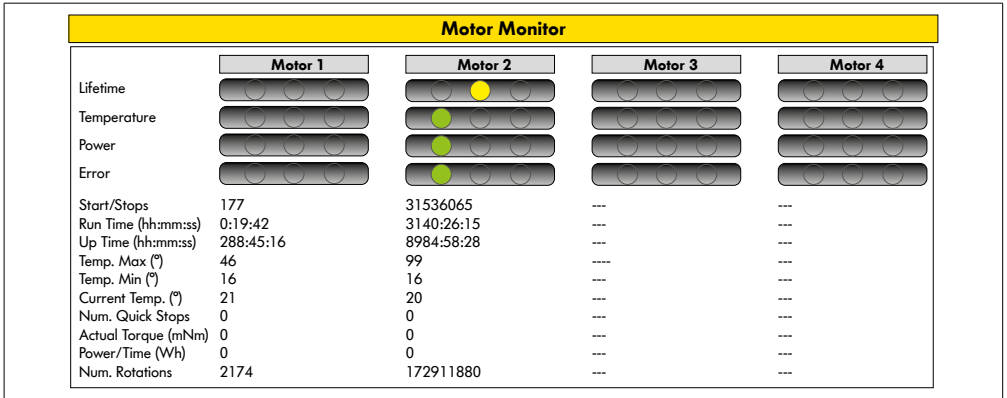 Motor Monitor
Motor 1 Motor 2 Motor 3 Motor 4
Lifetime
Temperature
Power
Error
Start/Stops 177 31536065 --- ---
Run Time (hh:mm:ss) 0:19:42 3140:26:15 --- ---
Up Time (hh:mm:ss) 288:45:16 8984:58:28 --- ---
Temp. Max (°) 46 99 ---- ---
Temp. Min (°) 16 16 --- ---
Current Temp. (°) 21 20 --- ---
Num. Quick Stops 0 0 --- ---
Actual Torque (mNm) 0 0 --- ---
Power/Time (Wh) 0 0 --- ---
Num. Rotations 2174 172911880 --- ---